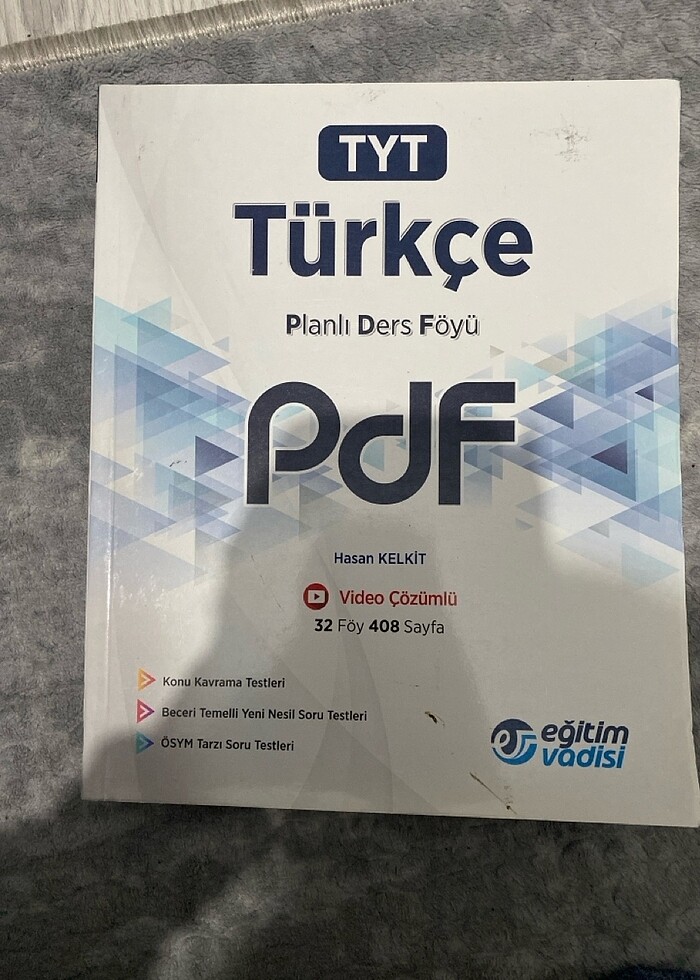 TYT
Türkçe
Planlı Ders Föyü
PdF
Hasan KELKİT
Video Çözümlü
32 Föy 408 Sayfa
Konu Kavrama Testleri
Beceri Temelli Yeni Nesil Soru Testleri
ÖSYM Tarzı Soru Testleri
eğitim
vadisi